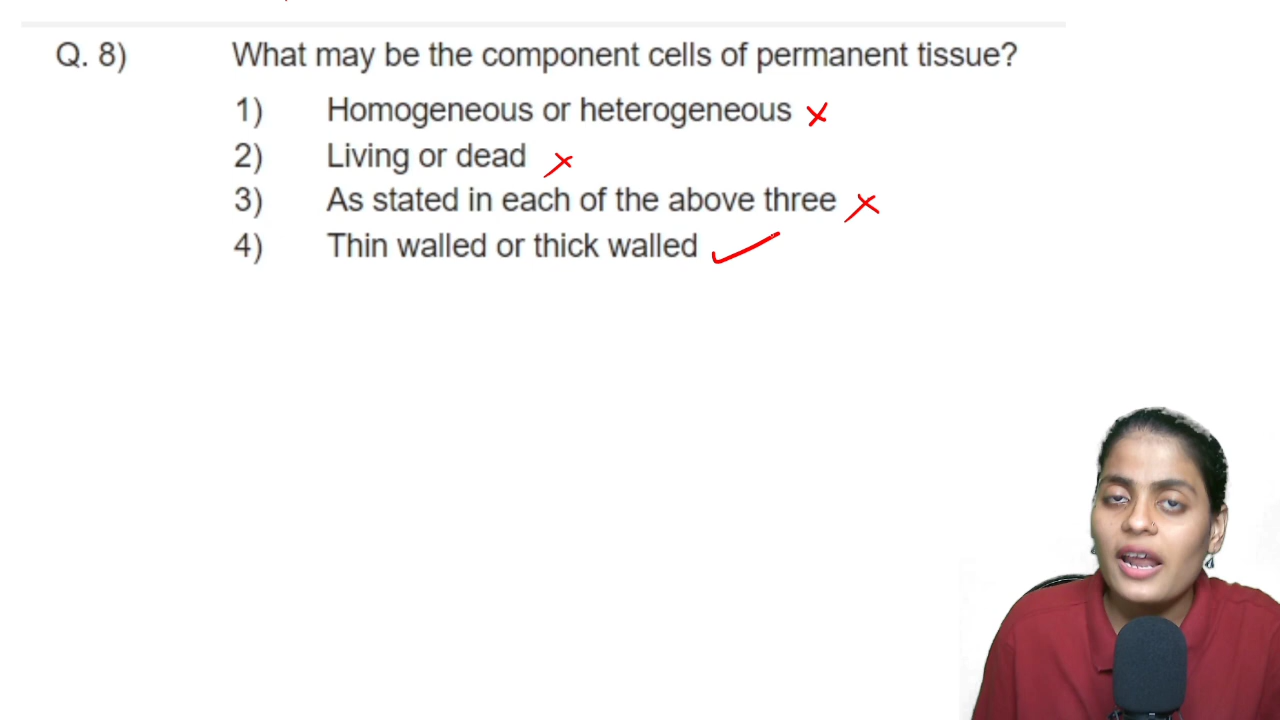 Q. 8) What may be the component cells of permanent tissue?
1) Homogeneous or heterogeneous
2) Living or dead
3) As stated in each of the above three
4) Thin walled or thick walled